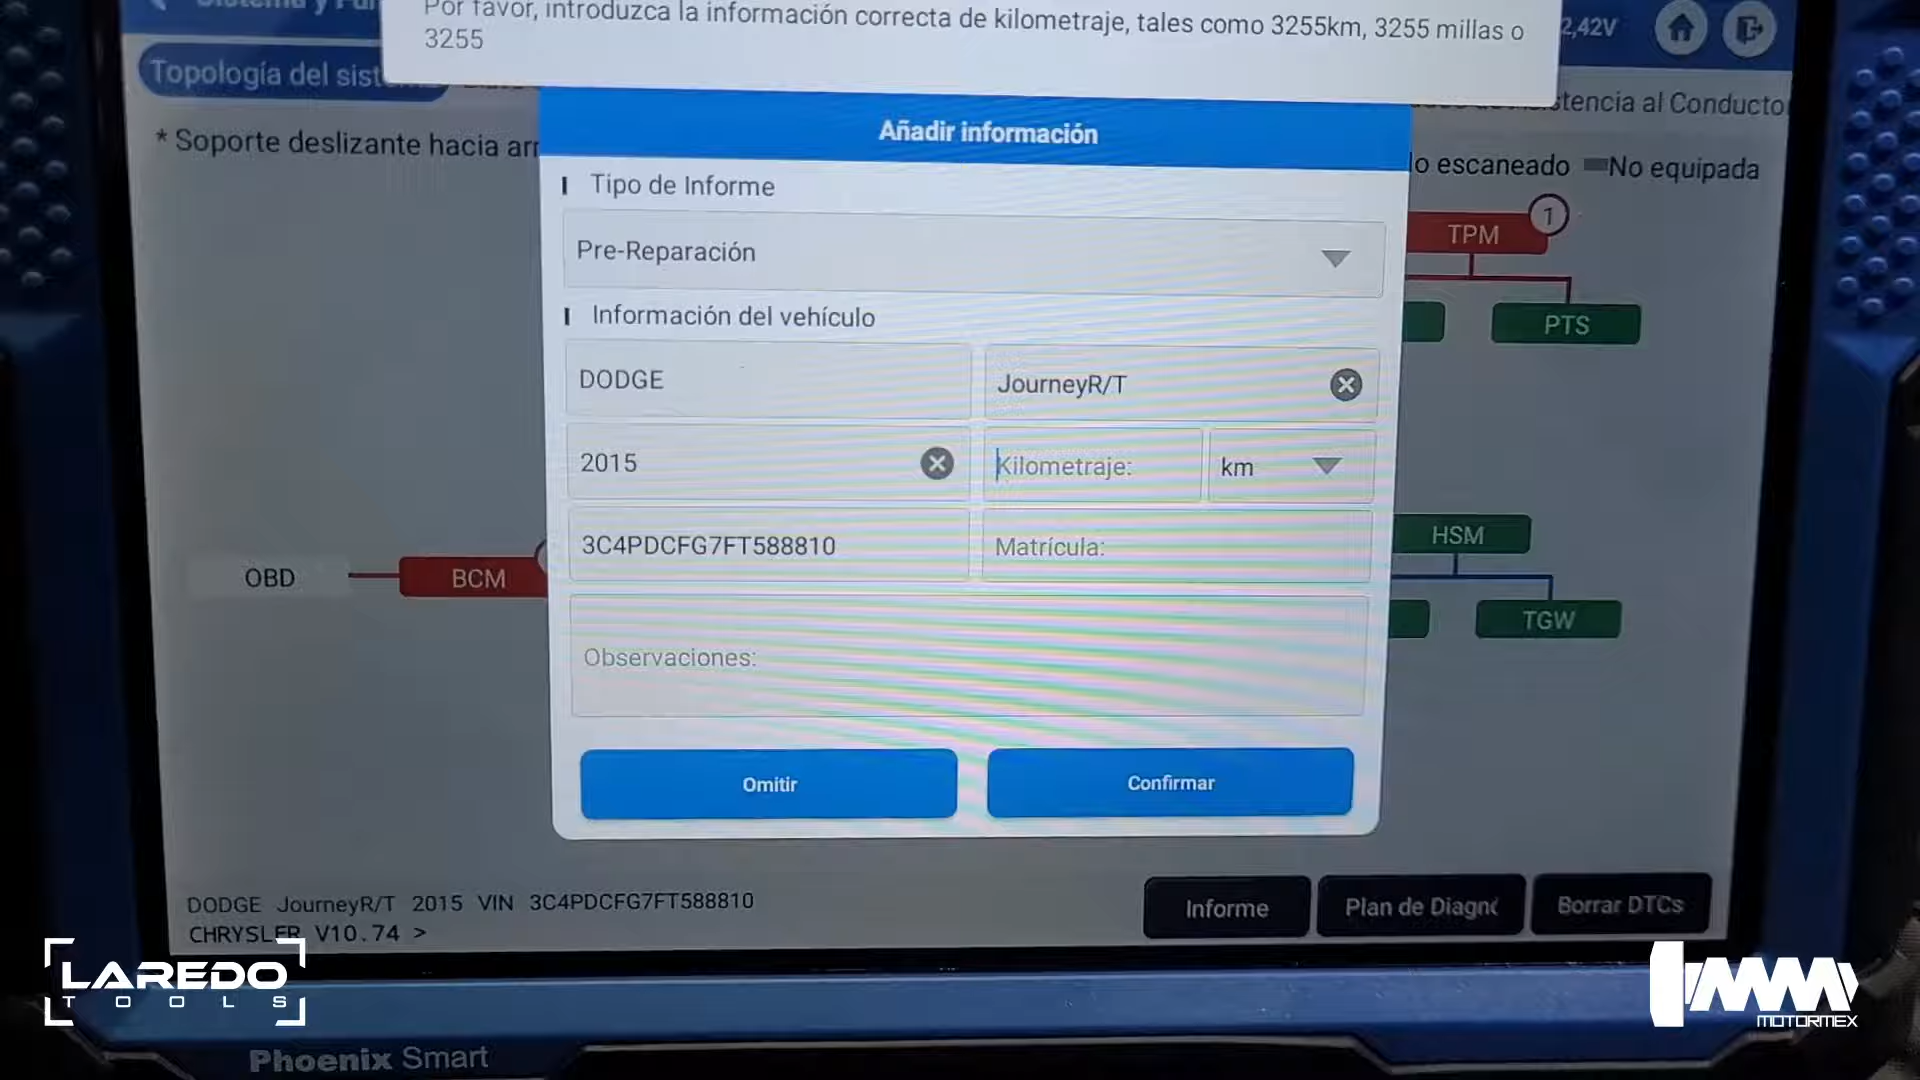 Por favor, introduzca la información correcta de kilometraje, tales como 3255km, 3255 millas o
3255
2,42V
Topología del
* Soporte deslizante hacia
Añadir información
al Conducto
escaneado No equipada
Tipo de Informe
Pre-Reparación
1
TPM
PTS
Información del vehículo
DODGE
JourneyR/T
2015
Kilometraje:
km
3C4PDCFG7FT588810
Matrícula:
Observaciones:
OBD
BCM
HSM
TGW
Omitir
Confirmar
DODGE JourneyR/T 2015 VIN 3C4PDCFG7FT588810
CHRYSLER V10.74 >
Informe
Plan de Diagn
Borrar DTCs
LAREDO
TOOLS
MOTORMEX
Phoenix Smart